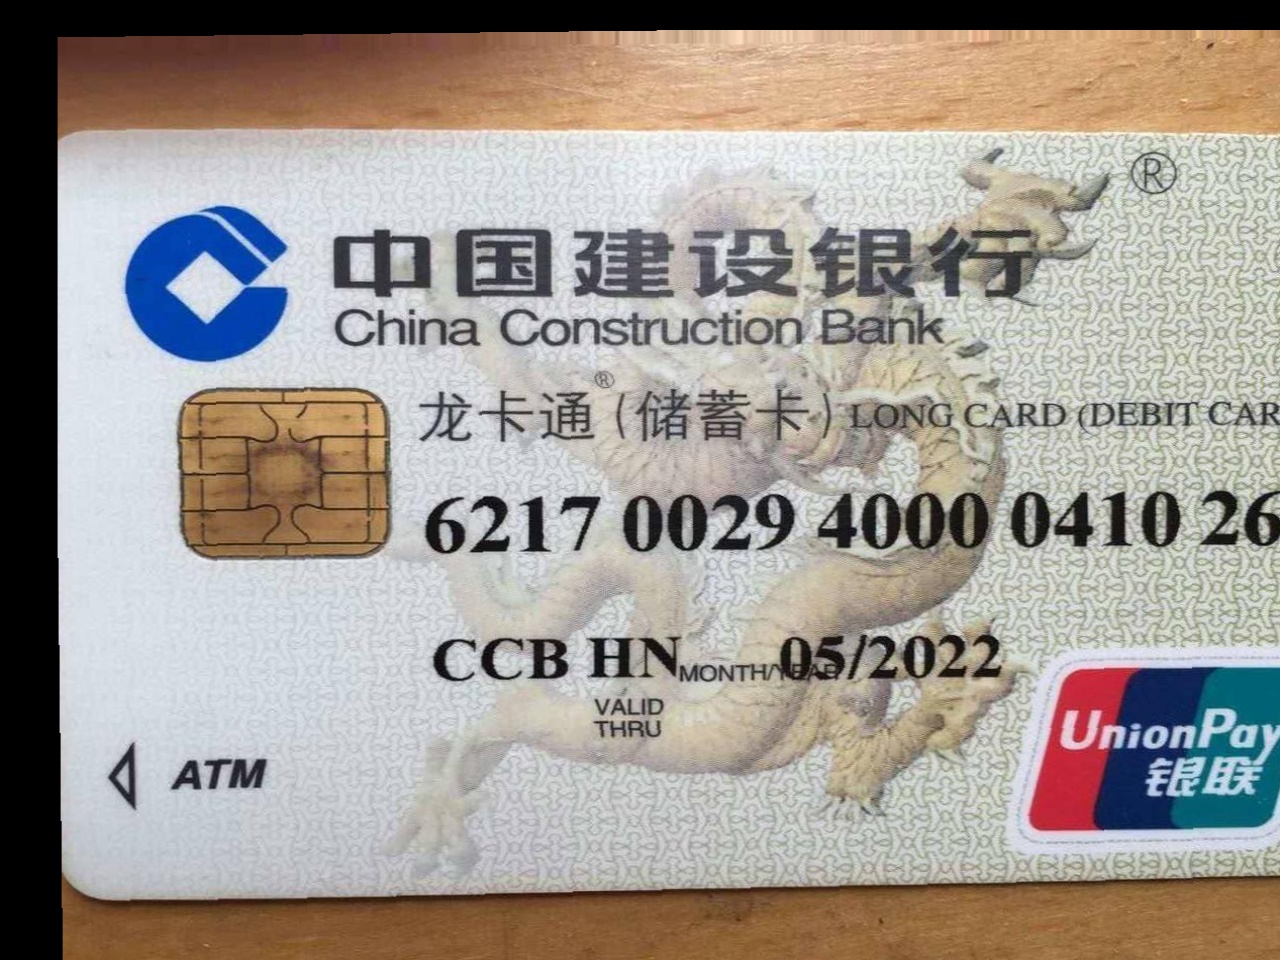 ®
中国建设银行
China Construction Bank
龙卡通®(储蓄卡) LONG CARD (DEBIT CAR
6217 0029 4000 0410 26
CCB HN MONTH/YEAR 05/2022
VALID
THRU
ATM
UnionPay
银联